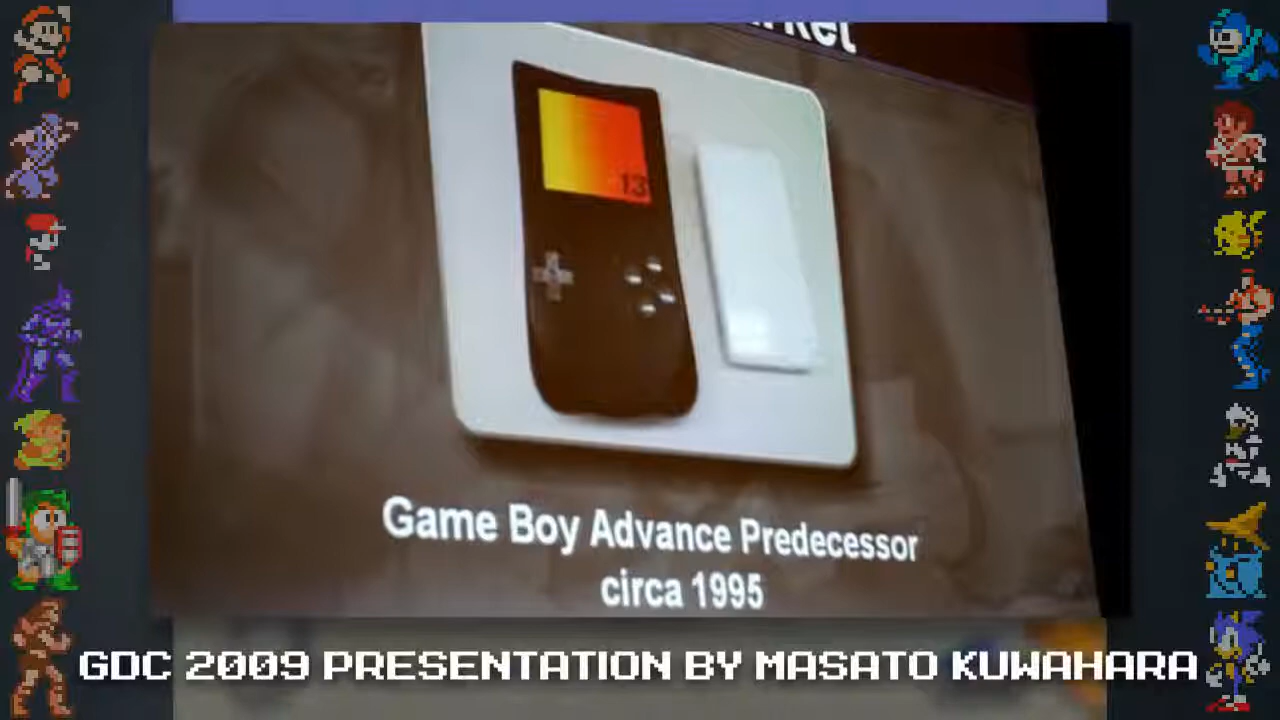 13
Game Boy Advance Predecessor
circa 1995
GDC 2009 PRESENTATION BY MASATO KUWAHARA